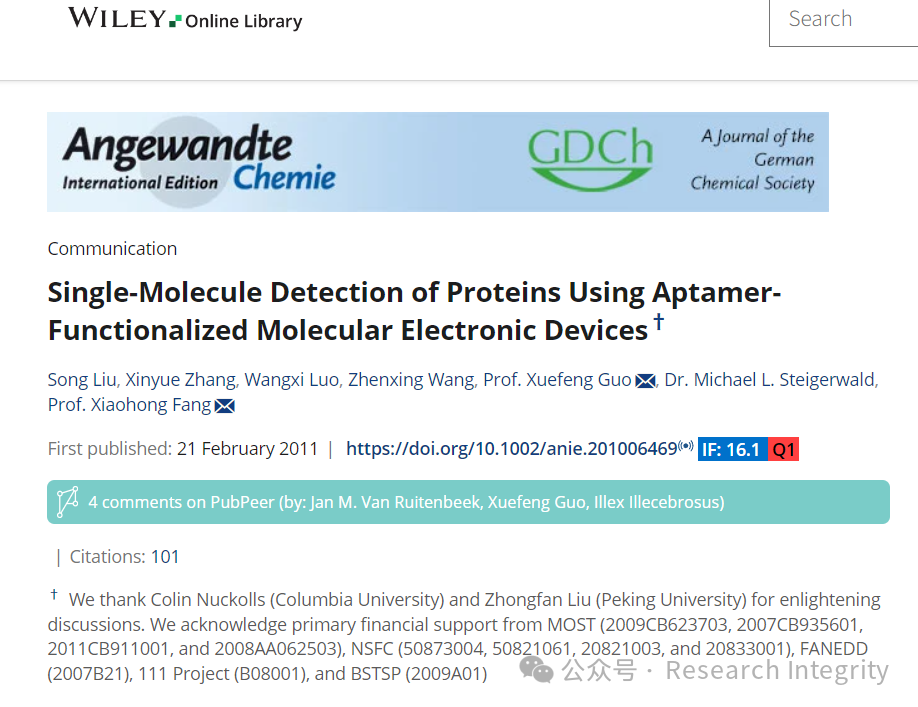 WILEY Online Library
Search
Angewandte
International Edition Chemie
GDCh
A Journal of the
German
Chemical Society
Communication
Single-Molecule Detection of Proteins Using Aptamer-
Functionalized Molecular Electronic Devices†
Song Liu, Xinyue Zhang, Wangxi Luo, Zhenxing Wang, Prof. Xuefeng Guo, Dr. Michael L. Steigerwald,
Prof. Xiaohong Fang
First published: 21 February 2011 | https://doi.org/10.1002/anie.201006469 IF: 16.1 Q1
4 comments on PubPeer (by: Jan M. Van Ruitenbeek, Xuefeng Guo, Illex Illecebrosus)
| Citations: 101
† We thank Colin Nuckolls (Columbia University) and Zhongfan Liu (Peking University) for enlightening
discussions. We acknowledge primary financial support from MOST (2009CB623703, 2007CB935601,
2011CB911001, and 2008AA062503), NSFC (50873004, 50821061, 20821003, and 20833001), FANEDD
(2007B21), 111 Project (B08001), and BSTSP (2009A01)
公众号 · Research Integrity